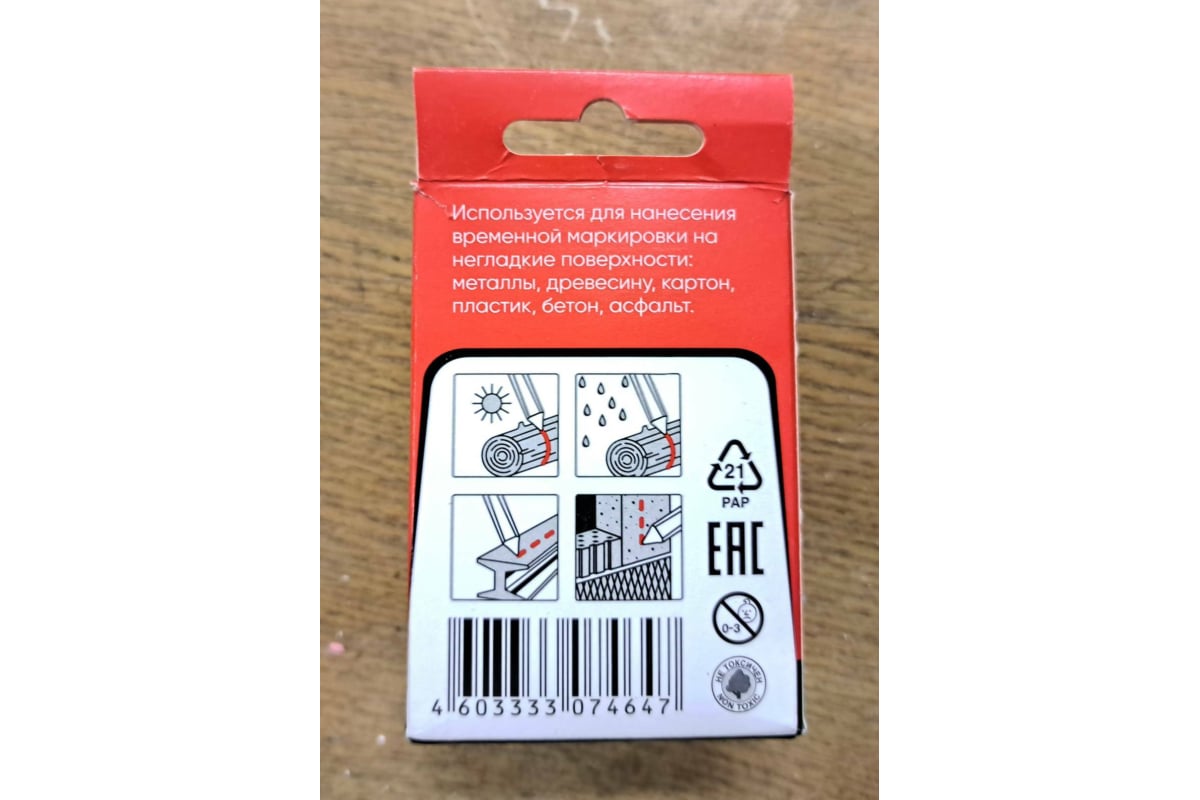 Используется для нанесения
временной маркировки на
негладкие поверхности:
металлы, древесину, картон,
пластик, бетон, асфальт.
21
PAP
EAC
0-3
НЕ ТОКСИЧЕН
NON TOXIC
4 603333 074647